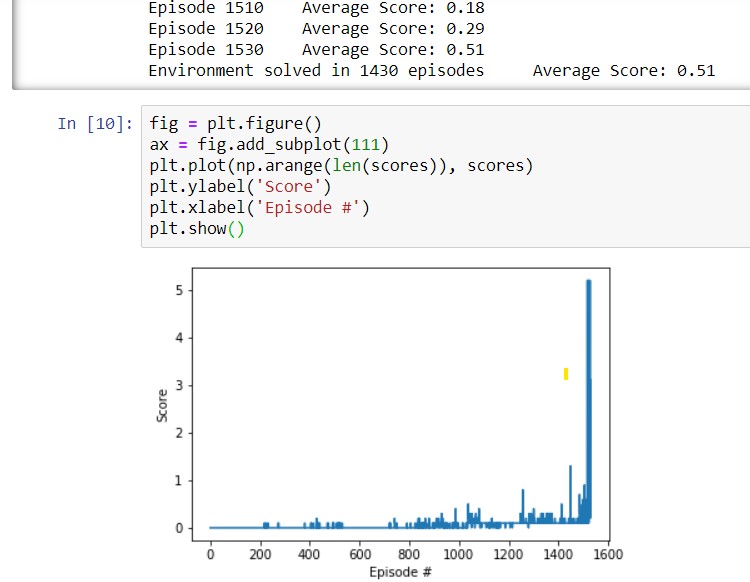 Episode 1510    Average Score: 0.18
Episode 1520    Average Score: 0.29
Episode 1530    Average Score: 0.51
Environment solved in 1430 episodes     Average Score: 0.51
In [10]:
fig = plt.figure()
ax = fig.add_subplot(111)
plt.plot(np.arange(len(scores)), scores)
plt.ylabel('Score')
plt.xlabel('Episode #')
plt.show()
5
4
3
2
1
0
Score
0 200 400 600 800 1000 1200 1400 1600
Episode #